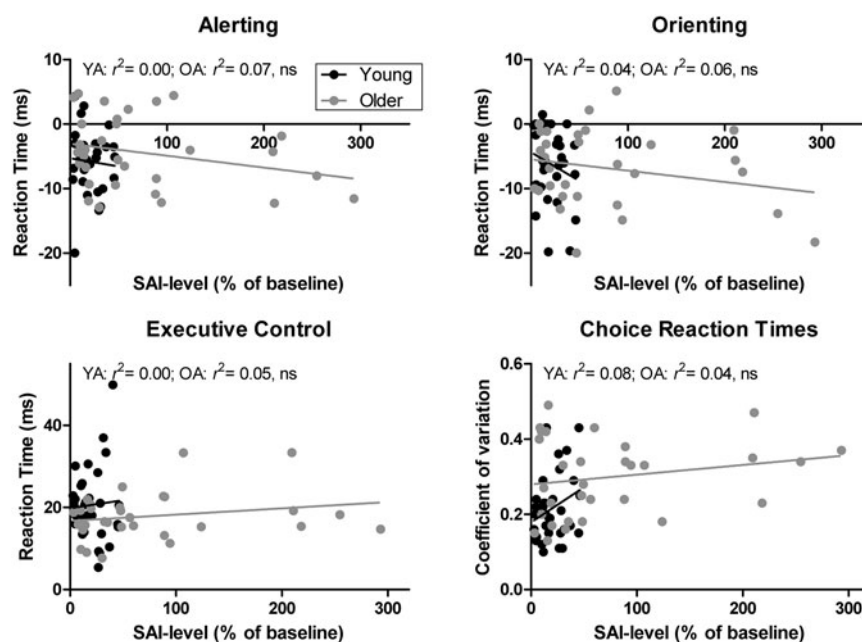 Alerting
YA: r²= 0.00; OA: r²= 0.07, ns
Young
Older
10
0
-10
-20
100
200
300
Reaction Time (ms)
SAI-level (% of baseline)
Orienting
YA: r²= 0.04; OA: r²= 0.06, ns
10
0
-10
-20
100
200
300
Reaction Time (ms)
SAI-level (% of baseline)
Executive Control
YA: r²= 0.00; OA: r²= 0.05, ns
40
20
0
0
100
200
300
Reaction Time (ms)
SAI-level (% of baseline)
Choice Reaction Times
YA: r²= 0.08; OA: r²= 0.04, ns
0.6
0.4
0.2
0.0
0
100
200
300
Coefficient of variation
SAI-level (% of baseline)